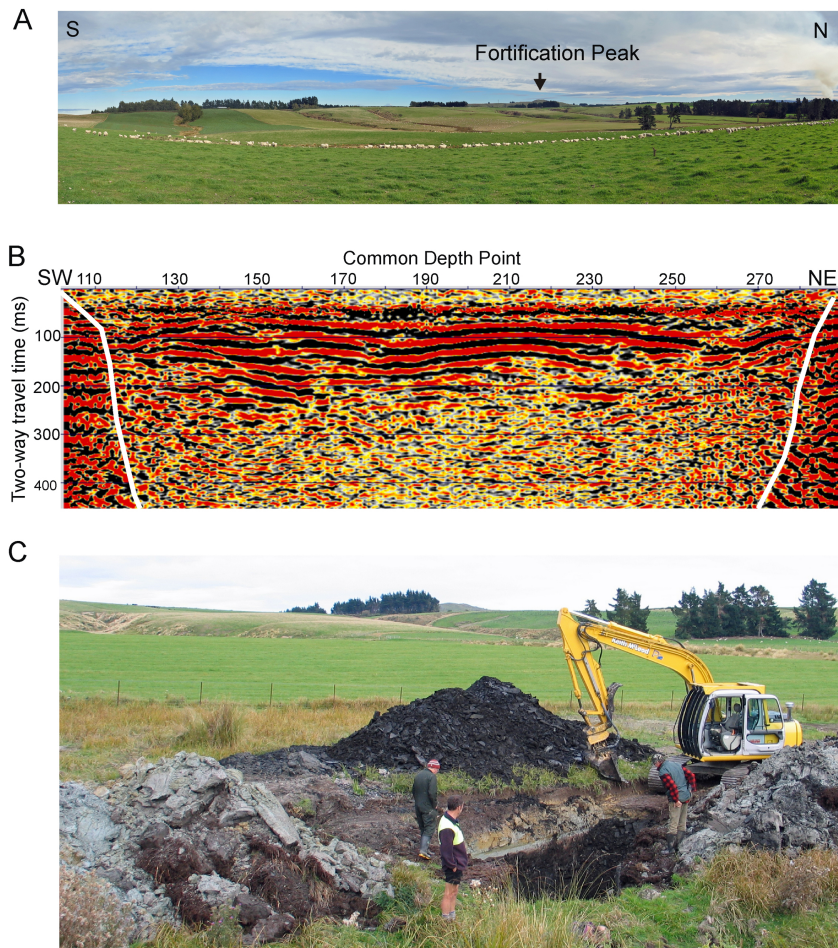 A
S
N
Fortification Peak
B
Common Depth Point
SW 110 130 150 170 190 210 230 250 270 NE
Two-way travel time (ms)
100
200
300
400
C